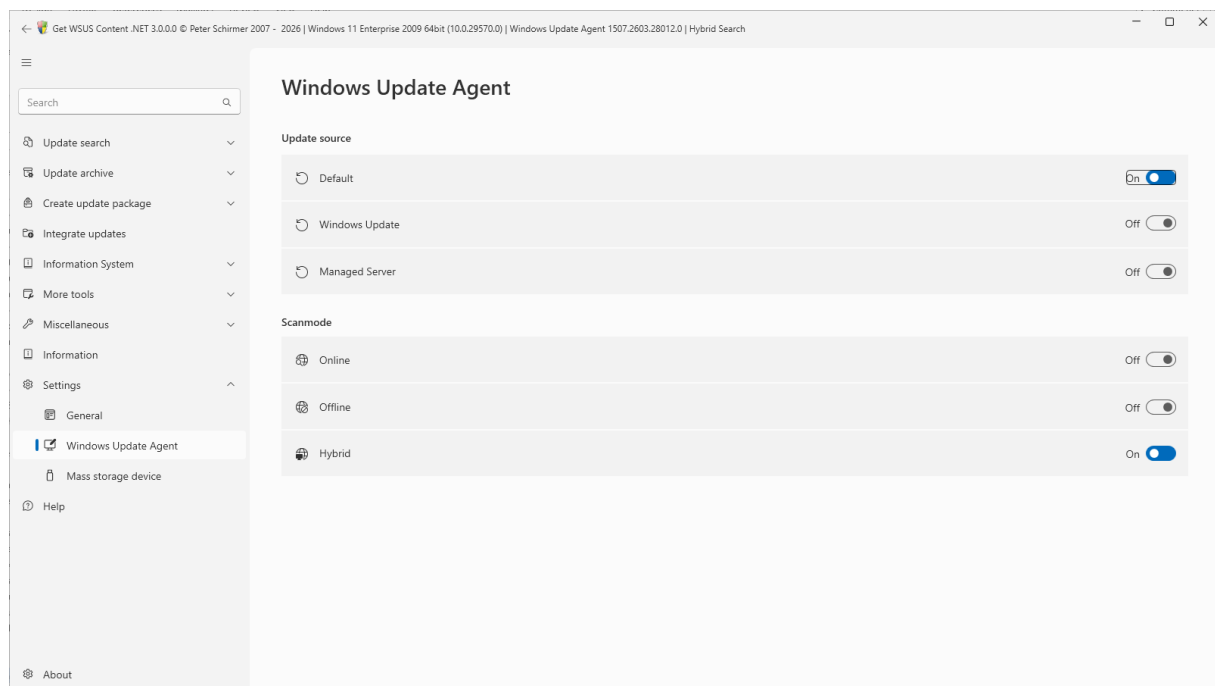 Get WSUS Content .NET 3.0.0.0 © Peter Schirmer 2007 - 2026 | Windows 11 Enterprise 2009 64bit (10.0.29570.0) | Windows Update Agent 1507.2603.28012.0 | Hybrid Search
Search
Update search
Update archive
Create update package
Integrate updates
Information System
More tools
Miscellaneous
Information
Settings
General
Windows Update Agent
Mass storage device
Help
About
Windows Update Agent
Update source
Default On
Windows Update Off
Managed Server Off
Scanmode
Online Off
Offline Off
Hybrid On